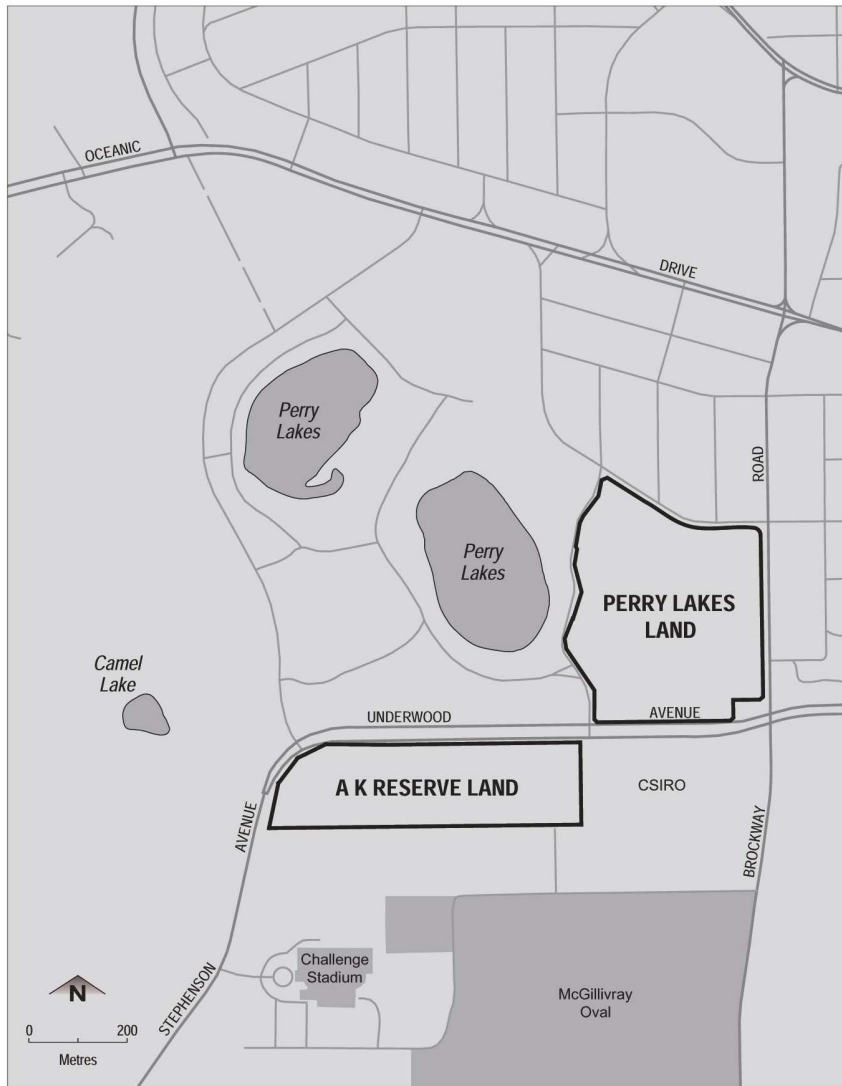 OCEANIC
DRIVE
Perry
Lakes
ROAD
Perry
Lakes
PERRY LAKES
LAND
Camel
Lake
UNDERWOOD
AVENUE
A K RESERVE LAND
CSIRO
AVENUE
BROCKWAY
Challenge
Stadium
STEPHENSON
McGillivray
Oval
N
0
200
Metres